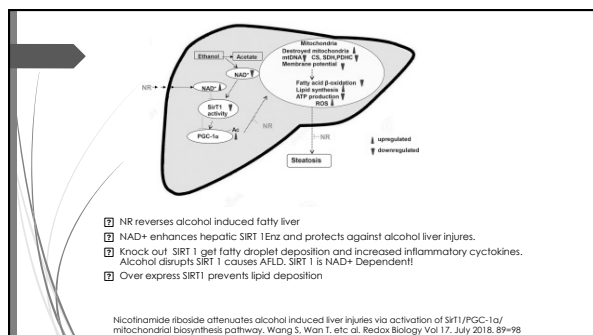 Mitochondria
Destroyed mitochondria
mtDNA CS, SDH,PDHC
Membrane potential
Fatty acid β-oxidation
Lipid synthesis
ATP production
ROS
Ethanol
Acetate
NAD⁺
NR
NAD⁺
SirT1
activity
PGC-1α
Ac
NR
NR
Steatosis
upregulated
downregulated
NR reverses alcohol induced fatty liver
NAD+ enhances hepatic SIRT 1Enz and protects against alcohol liver injures.
Knock out SIRT 1 get fatty droplet deposition and increased inflammatory cyctokines.
Alcohol disrupts SIRT 1 causes AFLD. SIRT 1 is NAD+ Dependent!
Over express SIRT1 prevents lipid deposition
Nicotinamide riboside attenuates alcohol induced liver injuries via activation of SirT1/PGC-1a/
mitochondrial biosynthesis pathway. Wang S, Wan T. etc al. Redox Biology Vol 17. July 2018. 89=98